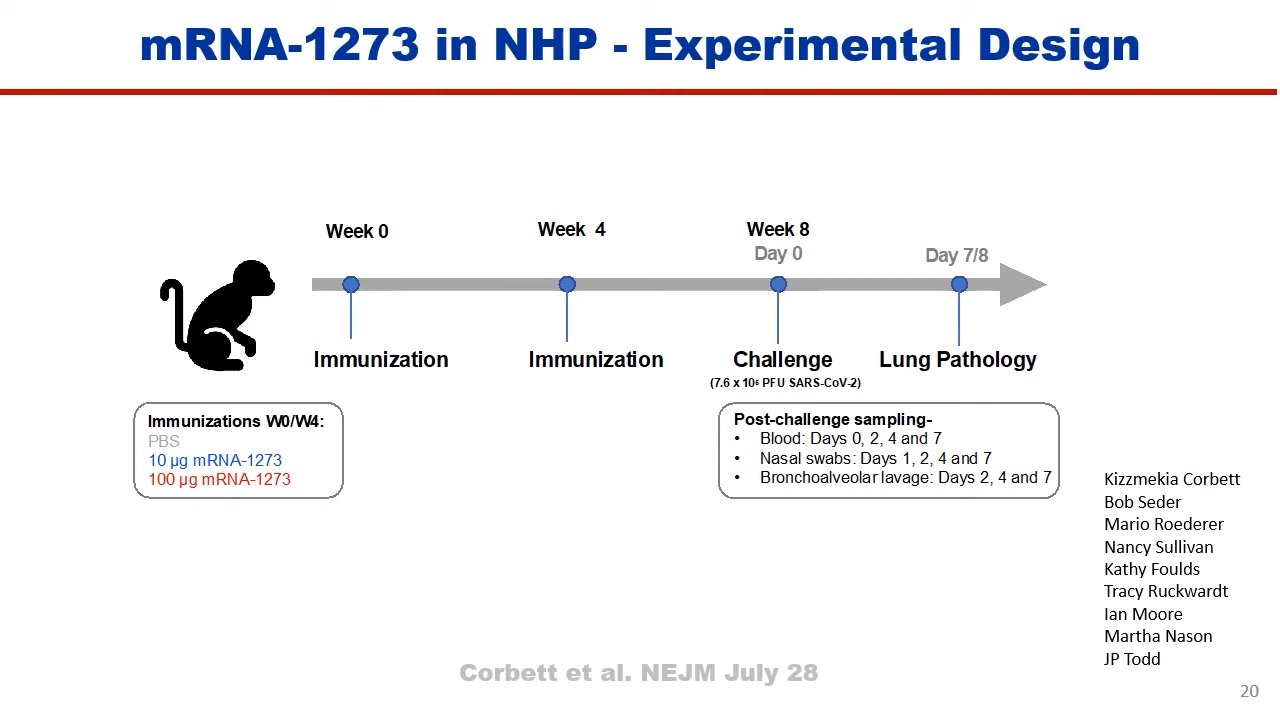 mRNA-1273 in NHP - Experimental Design
Week 0
Week 4
Week 8
Day 0
Day 7/8
Immunization
Immunization
Challenge
(7.6 x 10⁵ PFU SARS-CoV-2)
Lung Pathology
Immunizations W0/W4:
PBS
10 µg mRNA-1273
100 µg mRNA-1273
Post-challenge sampling-
• Blood: Days 0, 2, 4 and 7
• Nasal swabs: Days 1, 2, 4 and 7
• Bronchoalveolar lavage: Days 2, 4 and 7
Kizzmekia Corbett
Bob Seder
Mario Roederer
Nancy Sullivan
Kathy Foulds
Tracy Ruckwardt
Ian Moore
Martha Nason
JP Todd
Corbett et al. NEJM July 28
20